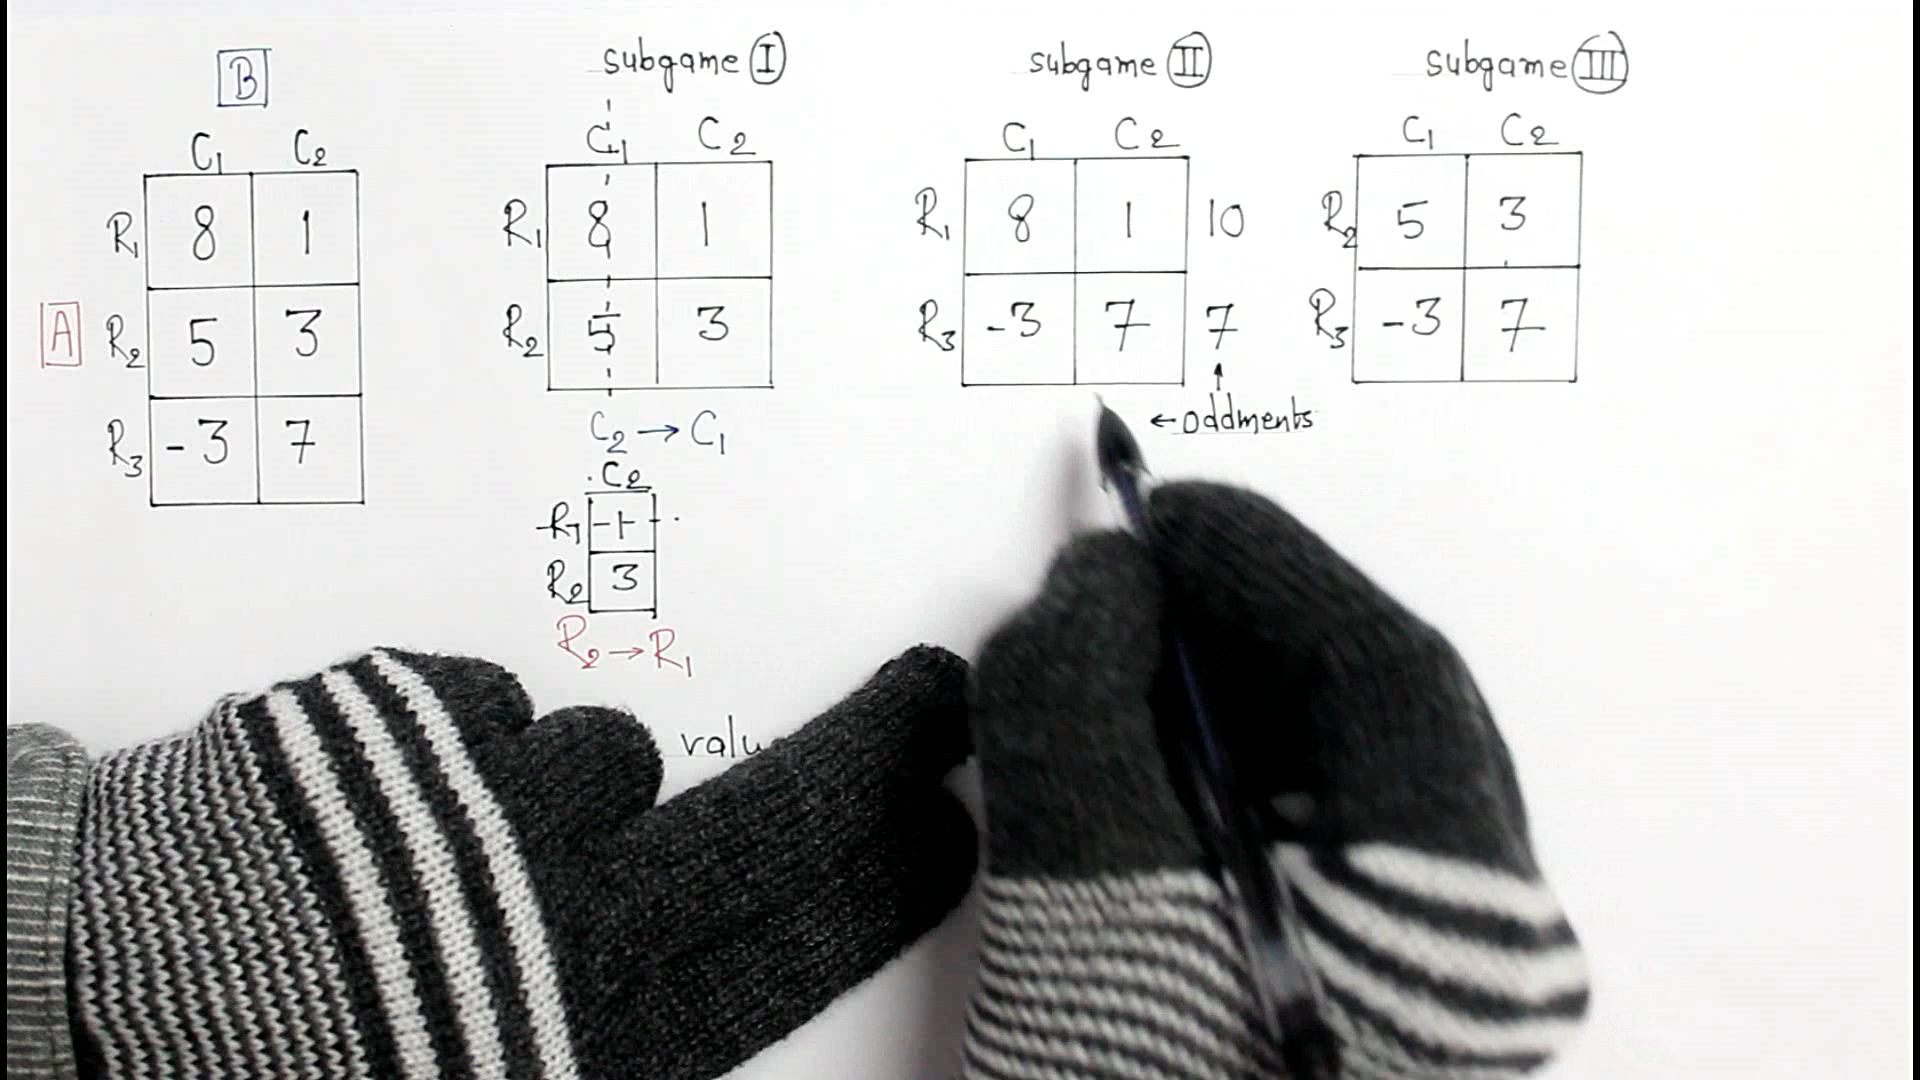 B
C1 C2
R1 8 1
A R2 5 3
R3 -3 7
subgame I
C1 C2
R1 8 1
R2 5 3
C2 → C1
C2
R1 1
R2 3
R2 → R1
valu
subgame II
C1 C2
R1 8 1 10
R3 -3 7 7
↑
← oddments
subgame III
C1 C2
R2 5 3
R3 -3 7